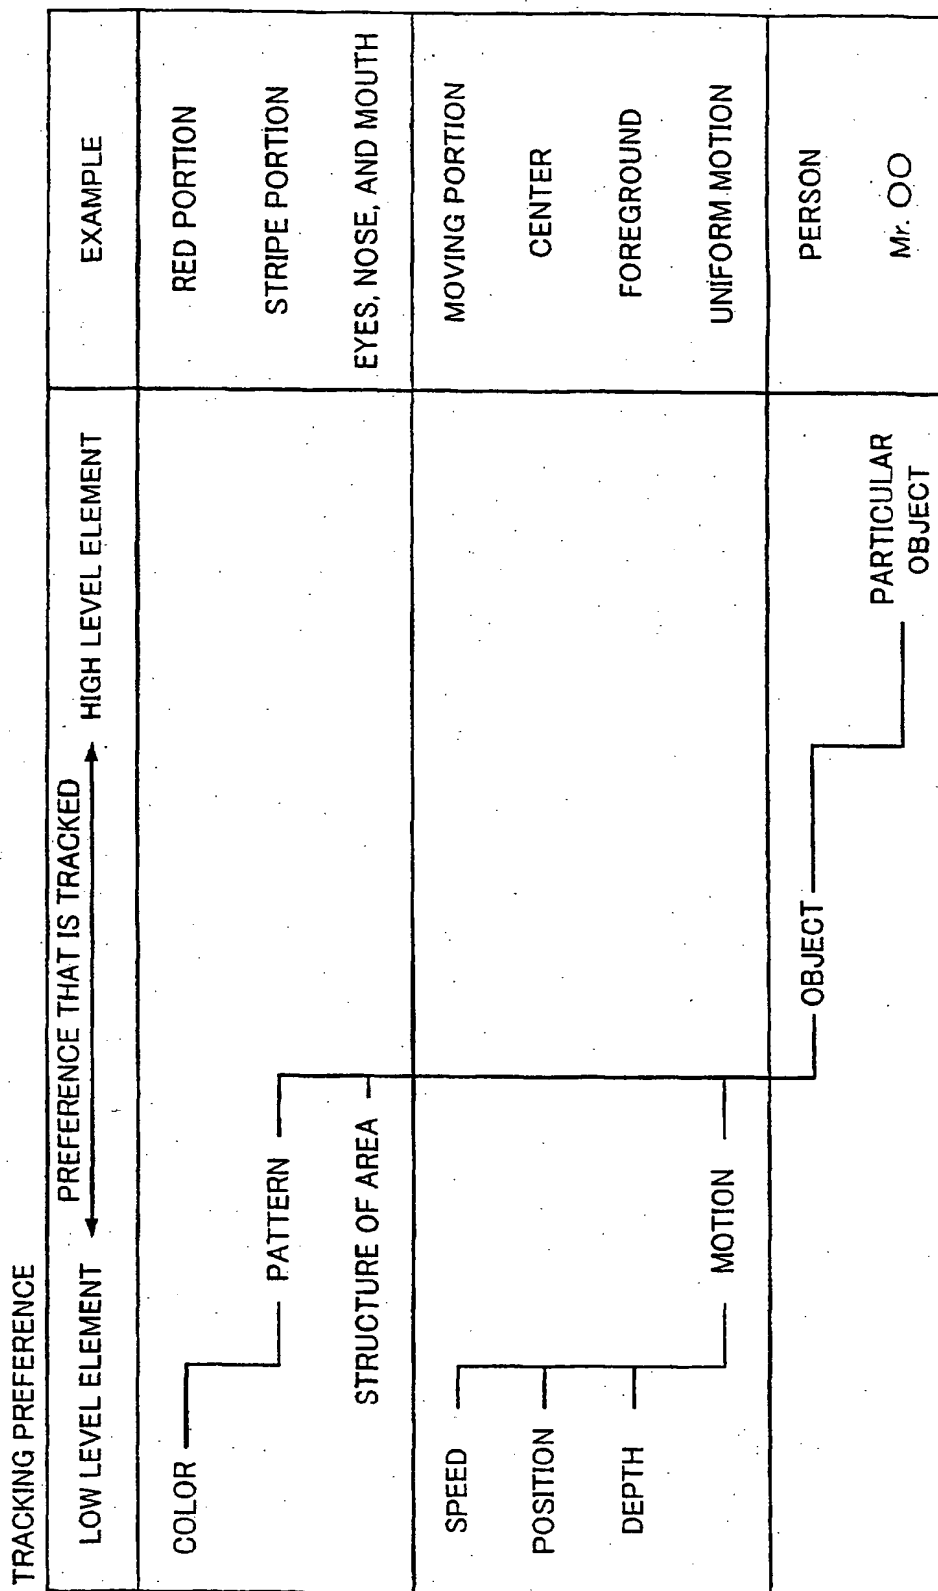 TRACKING PREFERENCE
PREFERENCE THAT IS TRACKED
LOW LEVEL ELEMENT
HIGH LEVEL ELEMENT
EXAMPLE
COLOR
RED PORTION
PATTERN
STRIPE PORTION
STRUCTURE OF AREA
EYES, NOSE, AND MOUTH
SPEED
MOVING PORTION
POSITION
CENTER
DEPTH
FOREGROUND
MOTION
UNIFORM MOTION
OBJECT
PERSON
PARTICULAR
OBJECT
Mr. ○○